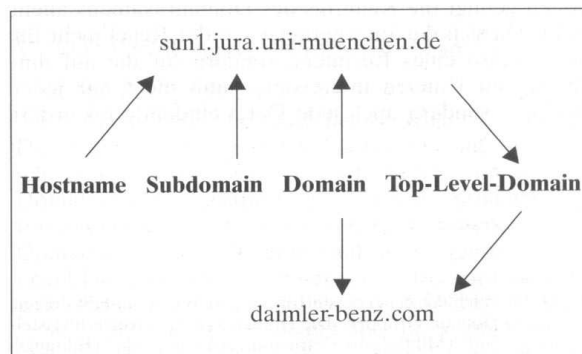 sun1.jura.uni-muenchen.de
Hostname Subdomain Domain Top-Level-Domain
daimler-benz.com